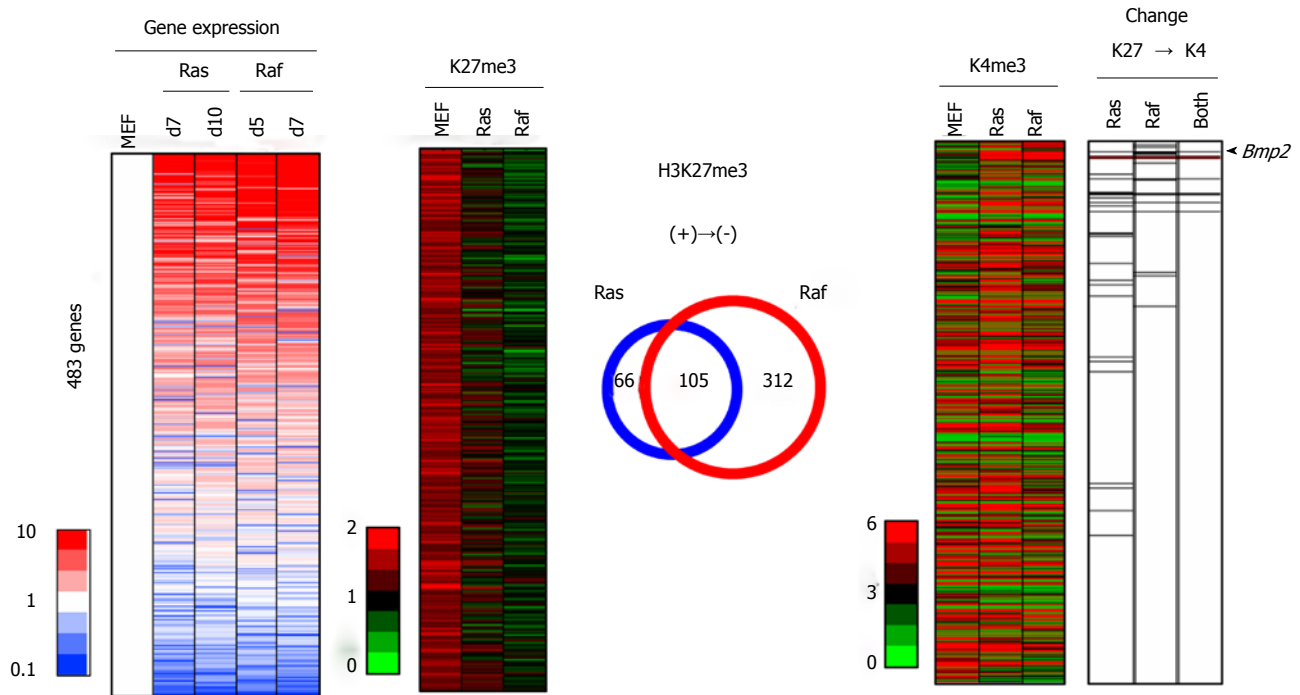 Gene expression
Ras Raf
MEF d7 d10 d5 d7
483 genes
10
1
0.1
K27me3
MEF Ras Raf
2
1
0
H3K27me3
(+)→(-)
Ras Raf
66 105 312
K4me3
MEF Ras Raf
6
3
0
Change
K27 → K4
Ras Raf Both
Bmp2